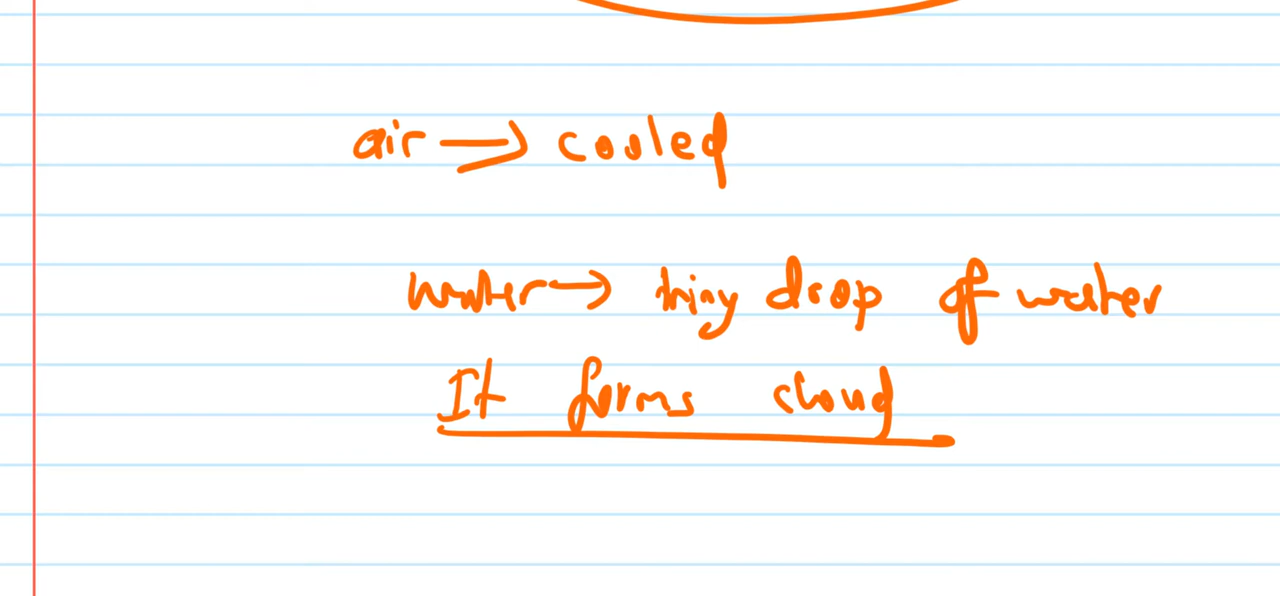 air → cooled
water → tiny drop of water
It forms cloud